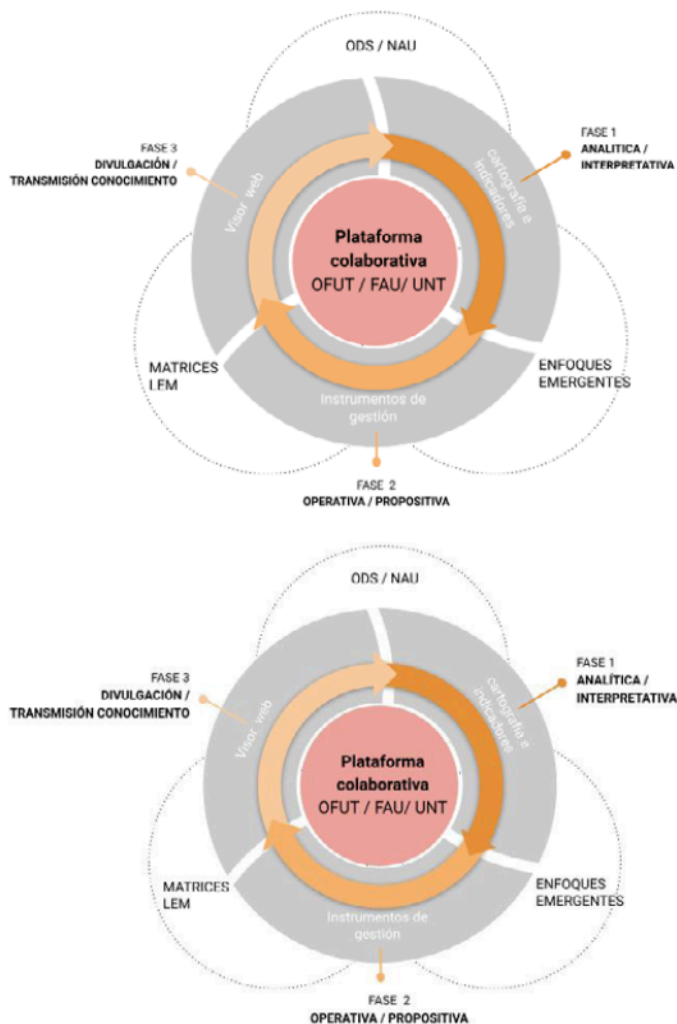 ODS / NAU
FASE 1
ANALITICA /
INTERPRETATIVA
FASE 3
DIVULGACIÓN /
TRANSMISIÓN CONOCIMIENTO
cartografía e
indicadores
Visor web
Plataforma
colaborativa
OFUT / FAU/ UNT
MATRICES
LEM
ENFOQUES
EMERGENTES
Instrumentos de
gestión
FASE 2
OPERATIVA / PROPOSITIVA
ODS / NAU
FASE 1
ANALÍTICA /
INTERPRETATIVA
FASE 3
DIVULGACIÓN /
TRANSMISIÓN CONOCIMIENTO
cartografía e
indicadores
Visor web
Plataforma
colaborativa
OFUT / FAU/ UNT
MATRICES
LEM
ENFOQUES
EMERGENTES
Instrumentos de
gestión
FASE 2
OPERATIVA / PROPOSITIVA